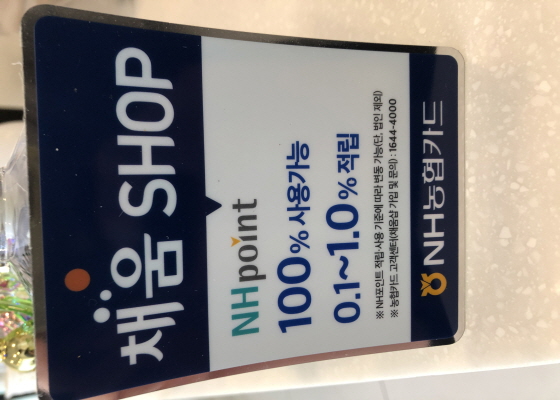 채움 SHOP
NHpoint
100% 사용가능
0.1~1.0% 적립
※ NH포인트 적립·사용 기준에 따라 변동 가능(단, 법인 제외)
※ 농협카드 고객센터(채움샵 가입 및 문의) : 1644-4000
NH농협카드